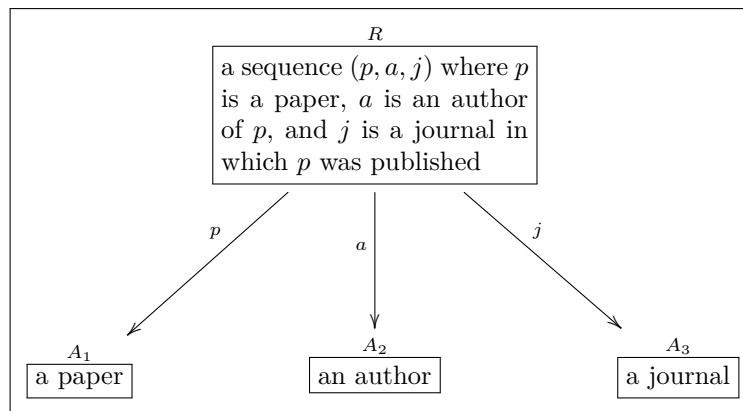 R
a sequence (p, a, j) where p
is a paper, a is an author
of p, and j is a journal in
which p was published
p
a
j
A₁
a paper
A₂
an author
A₃
a journal